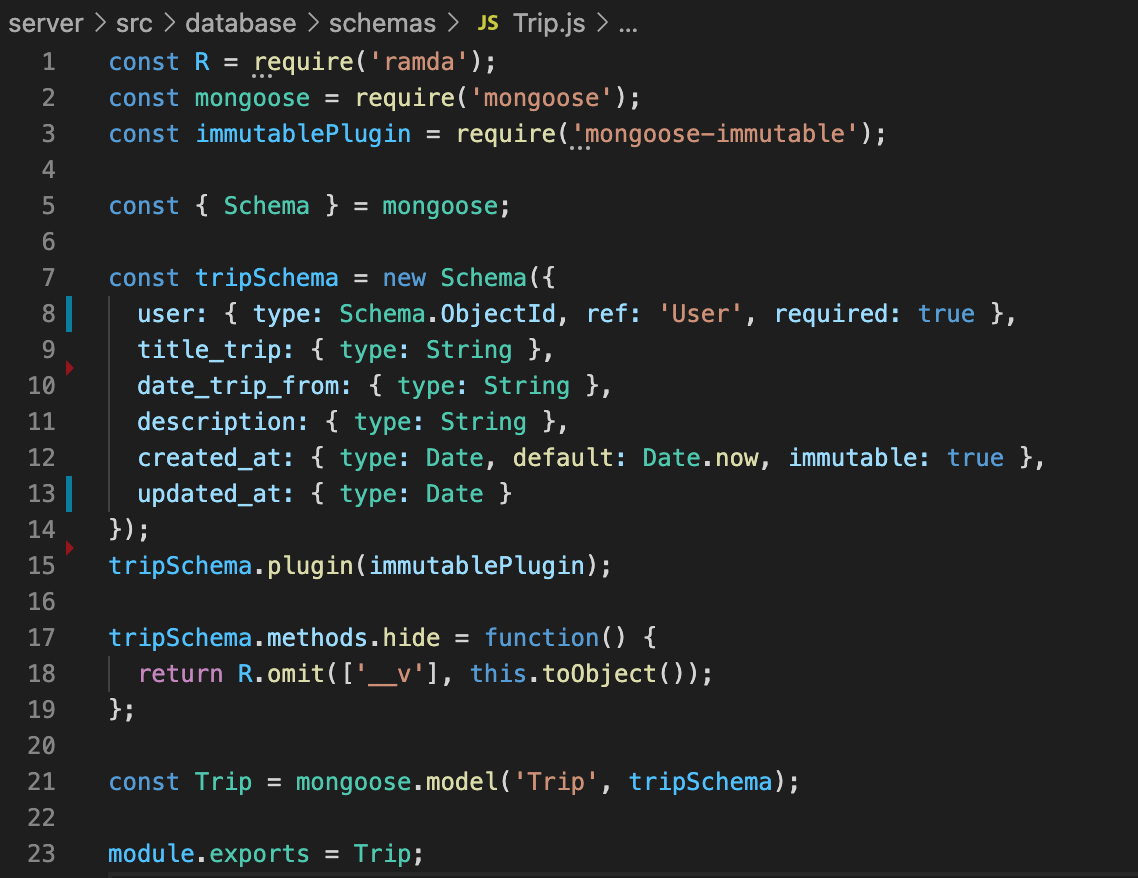 server > src > database > schemas > JS Trip.js > ...
1 const R = require('ramda');
2 const mongoose = require('mongoose');
3 const immutablePlugin = require('mongoose-immutable');
4
5 const { Schema } = mongoose;
6
7 const tripSchema = new Schema({
8   user: { type: Schema.ObjectId, ref: 'User', required: true },
9   title_trip: { type: String },
10   date_trip_from: { type: String },
11   description: { type: String },
12   created_at: { type: Date, default: Date.now, immutable: true },
13   updated_at: { type: Date }
14 });
15 tripSchema.plugin(immutablePlugin);
16
17 tripSchema.methods.hide = function() {
18   return R.omit(['__v'], this.toObject());
19 };
20
21 const Trip = mongoose.model('Trip', tripSchema);
22
23 module.exports = Trip;